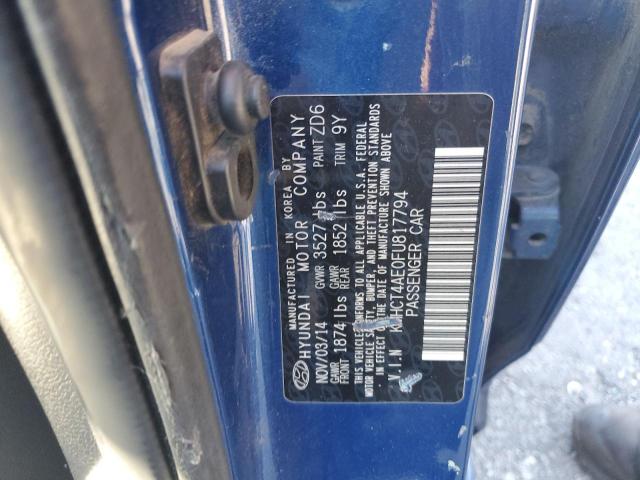 MANUFACTURED IN KOREA BY
HYUNDAI MOTOR COMPANY
NOV/03/14 GVWR 3527 lbs PAINT ZD6
GAWR FRONT 1874 lbs GAWR REAR 1852 lbs TRIM 9Y
THIS VEHICLE CONFORMS TO ALL APPLICABLE U.S.A. FEDERAL
MOTOR VEHICLE SAFETY, BUMPER, AND THEFT PREVENTION STANDARDS
IN EFFECT ON THE DATE OF MANUFACTURE SHOWN ABOVE
V.I.N KMHCT4AE0FU817794
PASSENGER CAR